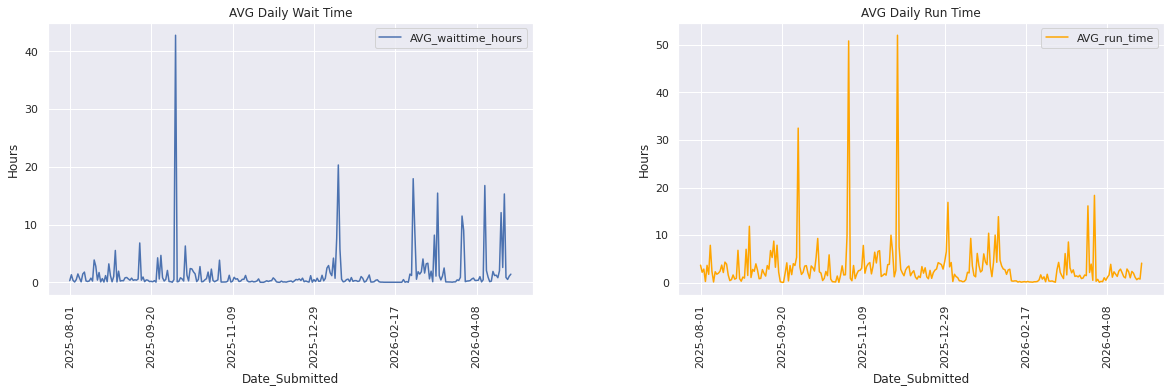 AVG Daily Wait Time
AVG_waittime_hours
40
30
20
10
0
Hours
2025-08-01
2025-09-20
2025-11-09
2025-12-29
2026-02-17
2026-04-08
Date_Submitted
AVG Daily Run Time
AVG_run_time
50
40
30
20
10
0
Hours
2025-08-01
2025-09-20
2025-11-09
2025-12-29
2026-02-17
2026-04-08
Date_Submitted